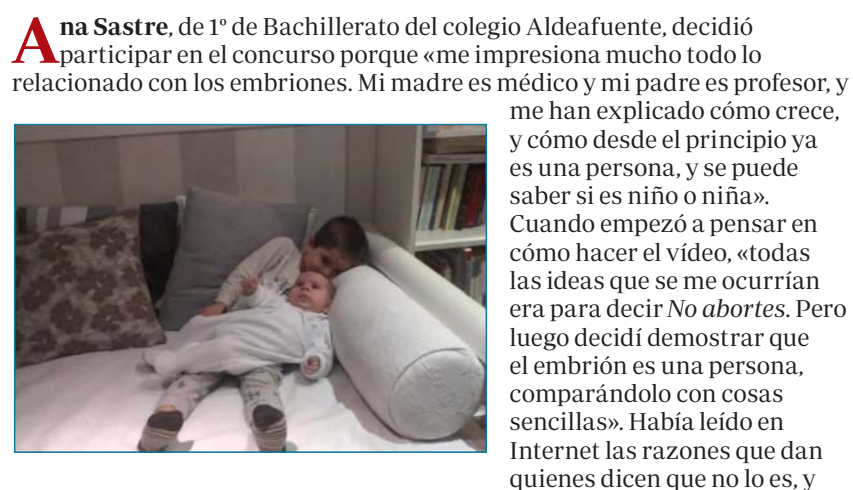 Ana Sastre, de 1º de Bachillerato del colegio Aldeafuente, decidió
participar en el concurso porque «me impresiona mucho todo lo
relacionado con los embriones. Mi madre es médico y mi padre es profesor, y
me han explicado cómo crece,
y cómo desde el principio ya
es una persona, y se puede
saber si es niño o niña».
Cuando empezó a pensar en
cómo hacer el vídeo, «todas
las ideas que se me ocurrían
era para decir No abortes. Pero
luego decidí demostrar que
el embrión es una persona,
comparándolo con cosas
sencillas». Había leído en
Internet las razones que dan
quienes dicen que no lo es, y